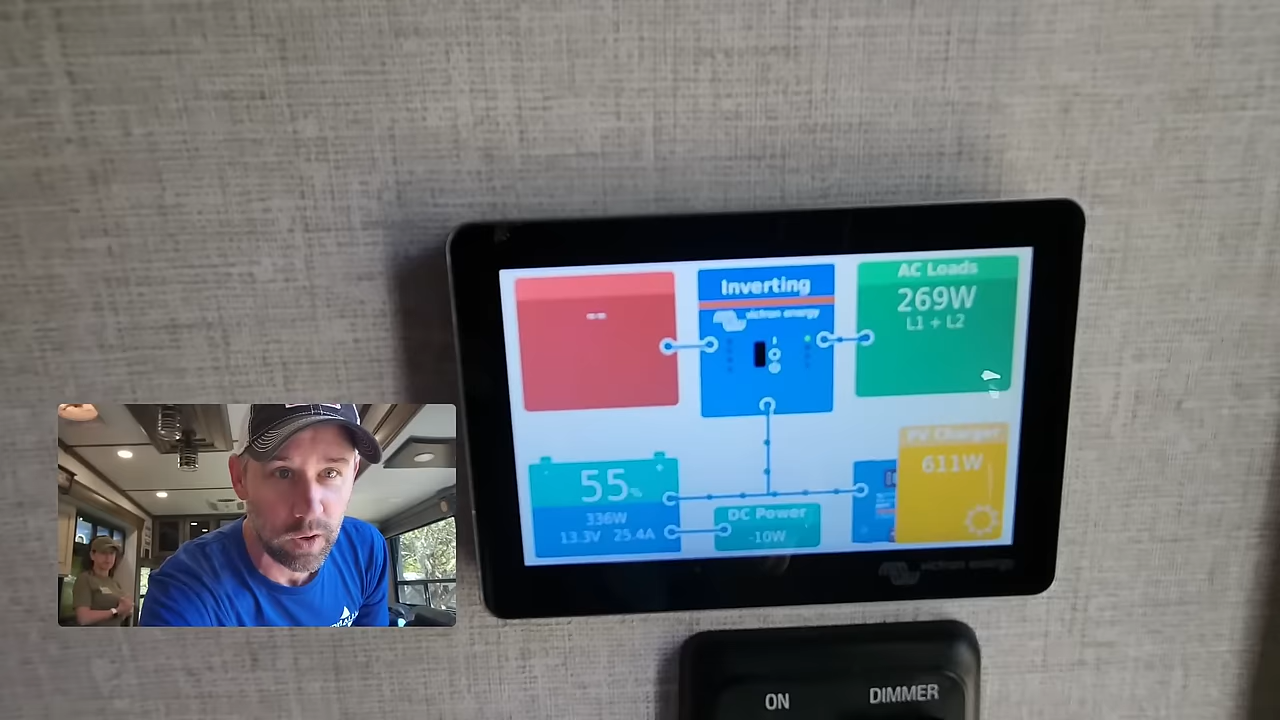 --
Inverting
victron energy
AC Loads
269W
L1 + L2
55%
336W
13.3V 25.4A
DC Power
-10W
PV Charger
611W
victron energy
ON
DIMMER